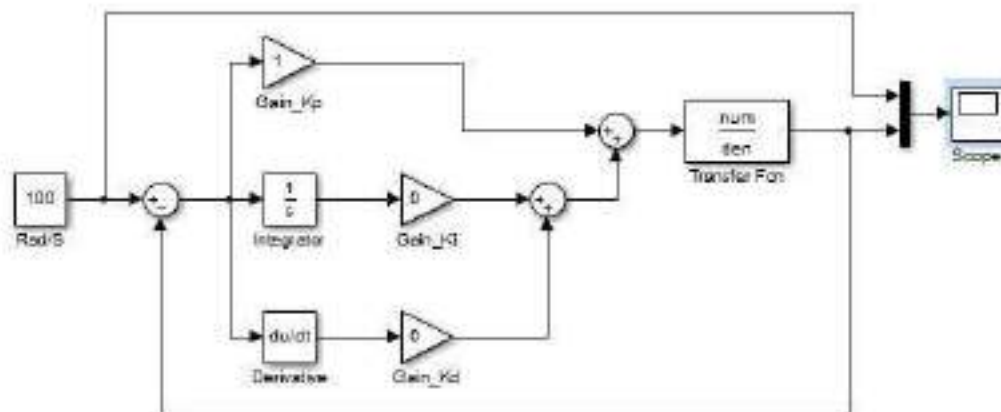 1
Gain_Kp
num
den
Transfer Fcn
Scope
100
Rad/S
1
s
Integrator
0
Gain_Ki
du/dt
Derivative
0
Gain_Kd